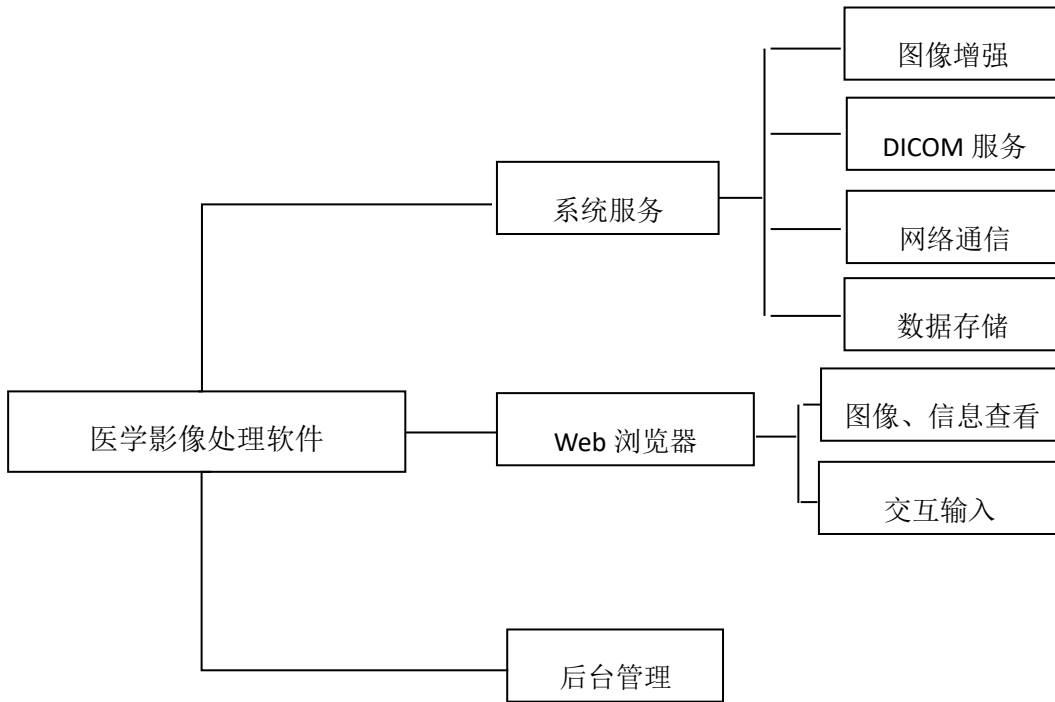 图像增强
DICOM 服务
系统服务
网络通信
数据存储
医学影像处理软件
Web 浏览器
图像、信息查看
交互输入
后台管理